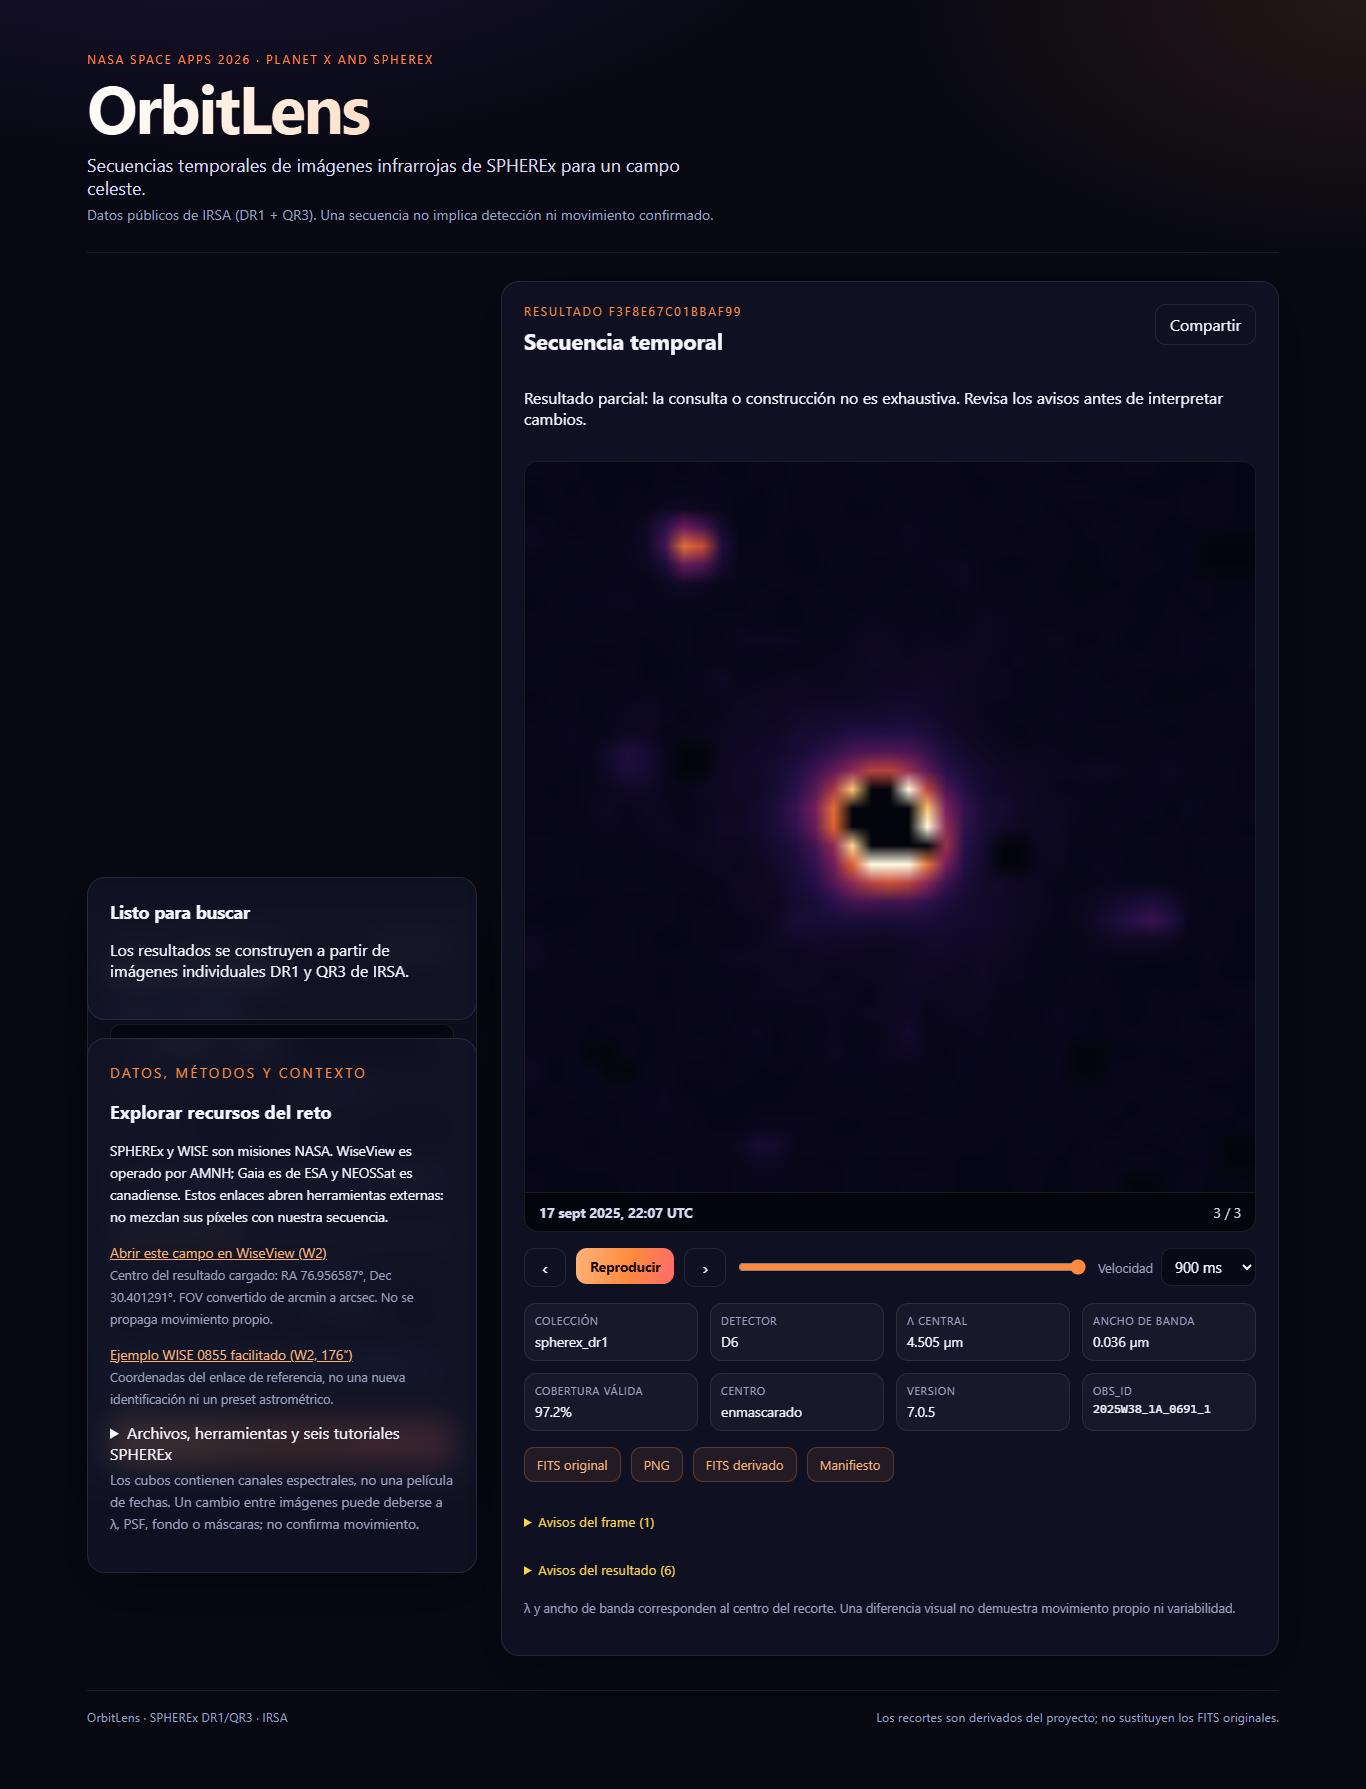 NASA SPACE APPS 2026 · PLANET X AND SPHEREX
OrbitLens
Secuencias temporales de imágenes infrarrojas de SPHEREx para un campo
celeste.
Datos públicos de IRSA (DR1 + QR3). Una secuencia no implica detección ni movimiento confirmado.
Listo para buscar
Los resultados se construyen a partir de
imágenes individuales DR1 y QR3 de IRSA.
DATOS, MÉTODOS Y CONTEXTO
Explorar recursos del reto
SPHEREx y WISE son misiones NASA. WiseView es
operado por AMNH; Gaia es de ESA y NEOSSat es
canadiense. Estos enlaces abren herramientas externas:
no mezclan sus píxeles con nuestra secuencia.
Abrir este campo en WiseView (W2)
Centro del resultado cargado: RA 76.956587°, Dec
30.401291°. FOV convertido de arcmin a arcsec. No se
propaga movimiento propio.
Ejemplo WISE 0855 facilitado (W2, 176″)
Coordenadas del enlace de referencia, no una nueva
identificación ni un preset astrométrico.
▶ Archivos, herramientas y seis tutoriales
SPHEREx
Los cubos contienen canales espectrales, no una película
de fechas. Un cambio entre imágenes puede deberse a
λ, PSF, fondo o máscaras; no confirma movimiento.
RESULTADO F3F8E67C01BBAF99
Secuencia temporal
Compartir
Resultado parcial: la consulta o construcción no es exhaustiva. Revisa los avisos antes de interpretar
cambios.
17 sept 2025, 22:07 UTC
3 / 3
‹ Reproducir › Velocidad 900 ms
COLECCIÓN
spherex_dr1
DETECTOR
D6
Λ CENTRAL
4.505 µm
ANCHO DE BANDA
0.036 µm
COBERTURA VÁLIDA
97.2%
CENTRO
enmascarado
VERSION
7.0.5
OBS_ID
2025W38_1A_0691_1
FITS original PNG FITS derivado Manifiesto
▶ Avisos del frame (1)
▶ Avisos del resultado (6)
λ y ancho de banda corresponden al centro del recorte. Una diferencia visual no demuestra movimiento propio ni variabilidad.
OrbitLens · SPHEREx DR1/QR3 · IRSA
Los recortes son derivados del proyecto; no sustituyen los FITS originales.